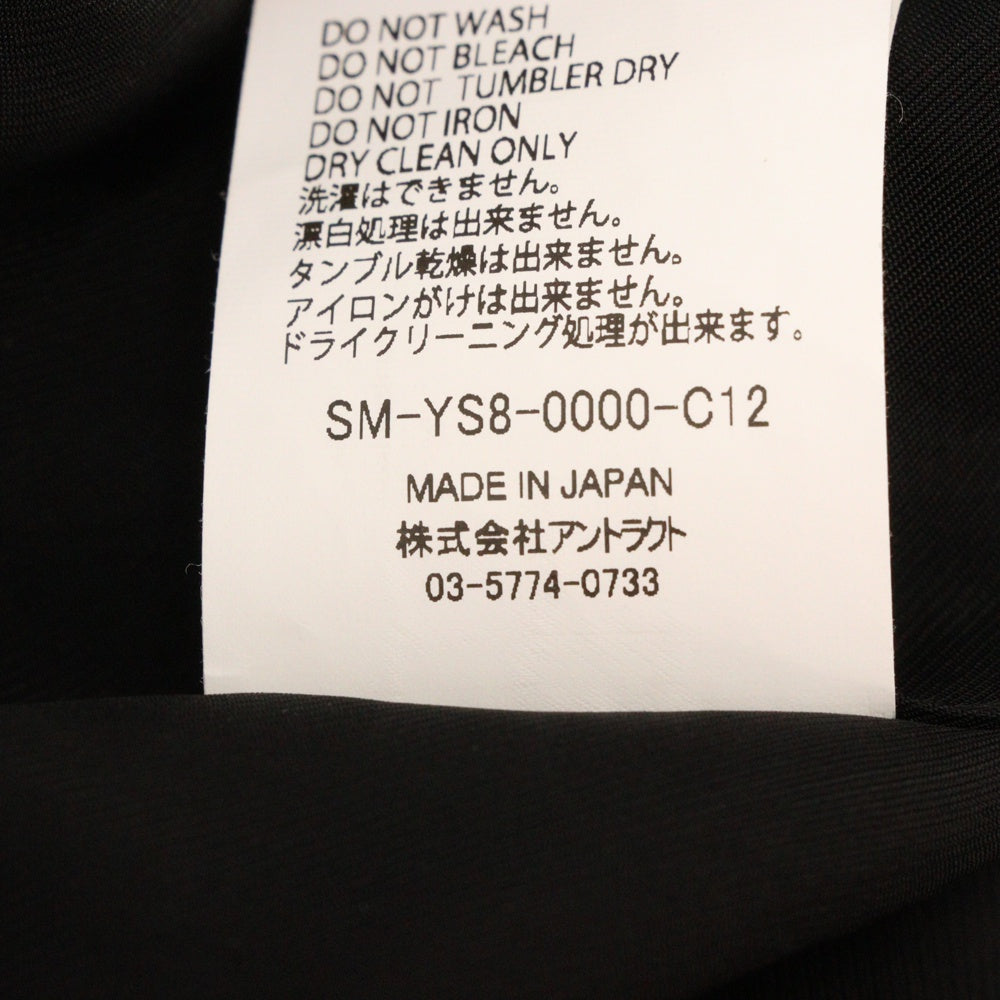 DO NOT WASH
DO NOT BLEACH
DO NOT TUMBLER DRY
DO NOT IRON
DRY CLEAN ONLY
洗濯はできません。
漂白処理は出来ません。
タンブル乾燥は出来ません。
アイロンがけは出来ません。
ドライクリーニング処理が出来ます。
SM-YS8-0000-C12
MADE IN JAPAN
株式会社アントラクト
03-5774-0733